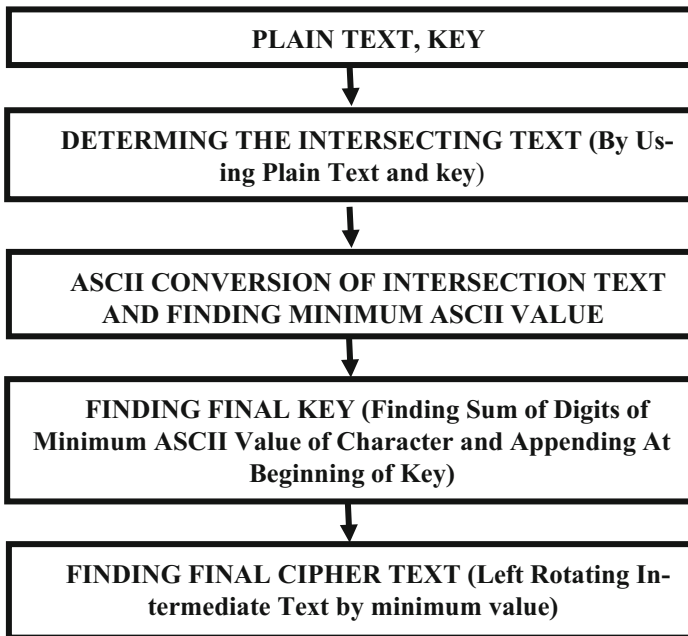 PLAIN TEXT, KEY
DETERMING THE INTERSECTING TEXT (By Us-
ing Plain Text and key)
ASCII CONVERSION OF INTERSECTION TEXT
AND FINDING MINIMUM ASCII VALUE
FINDING FINAL KEY (Finding Sum of Digits of
Minimum ASCII Value of Character and Appending At
Beginning of Key)
FINDING FINAL CIPHER TEXT (Left Rotating In-
termediate Text by minimum value)